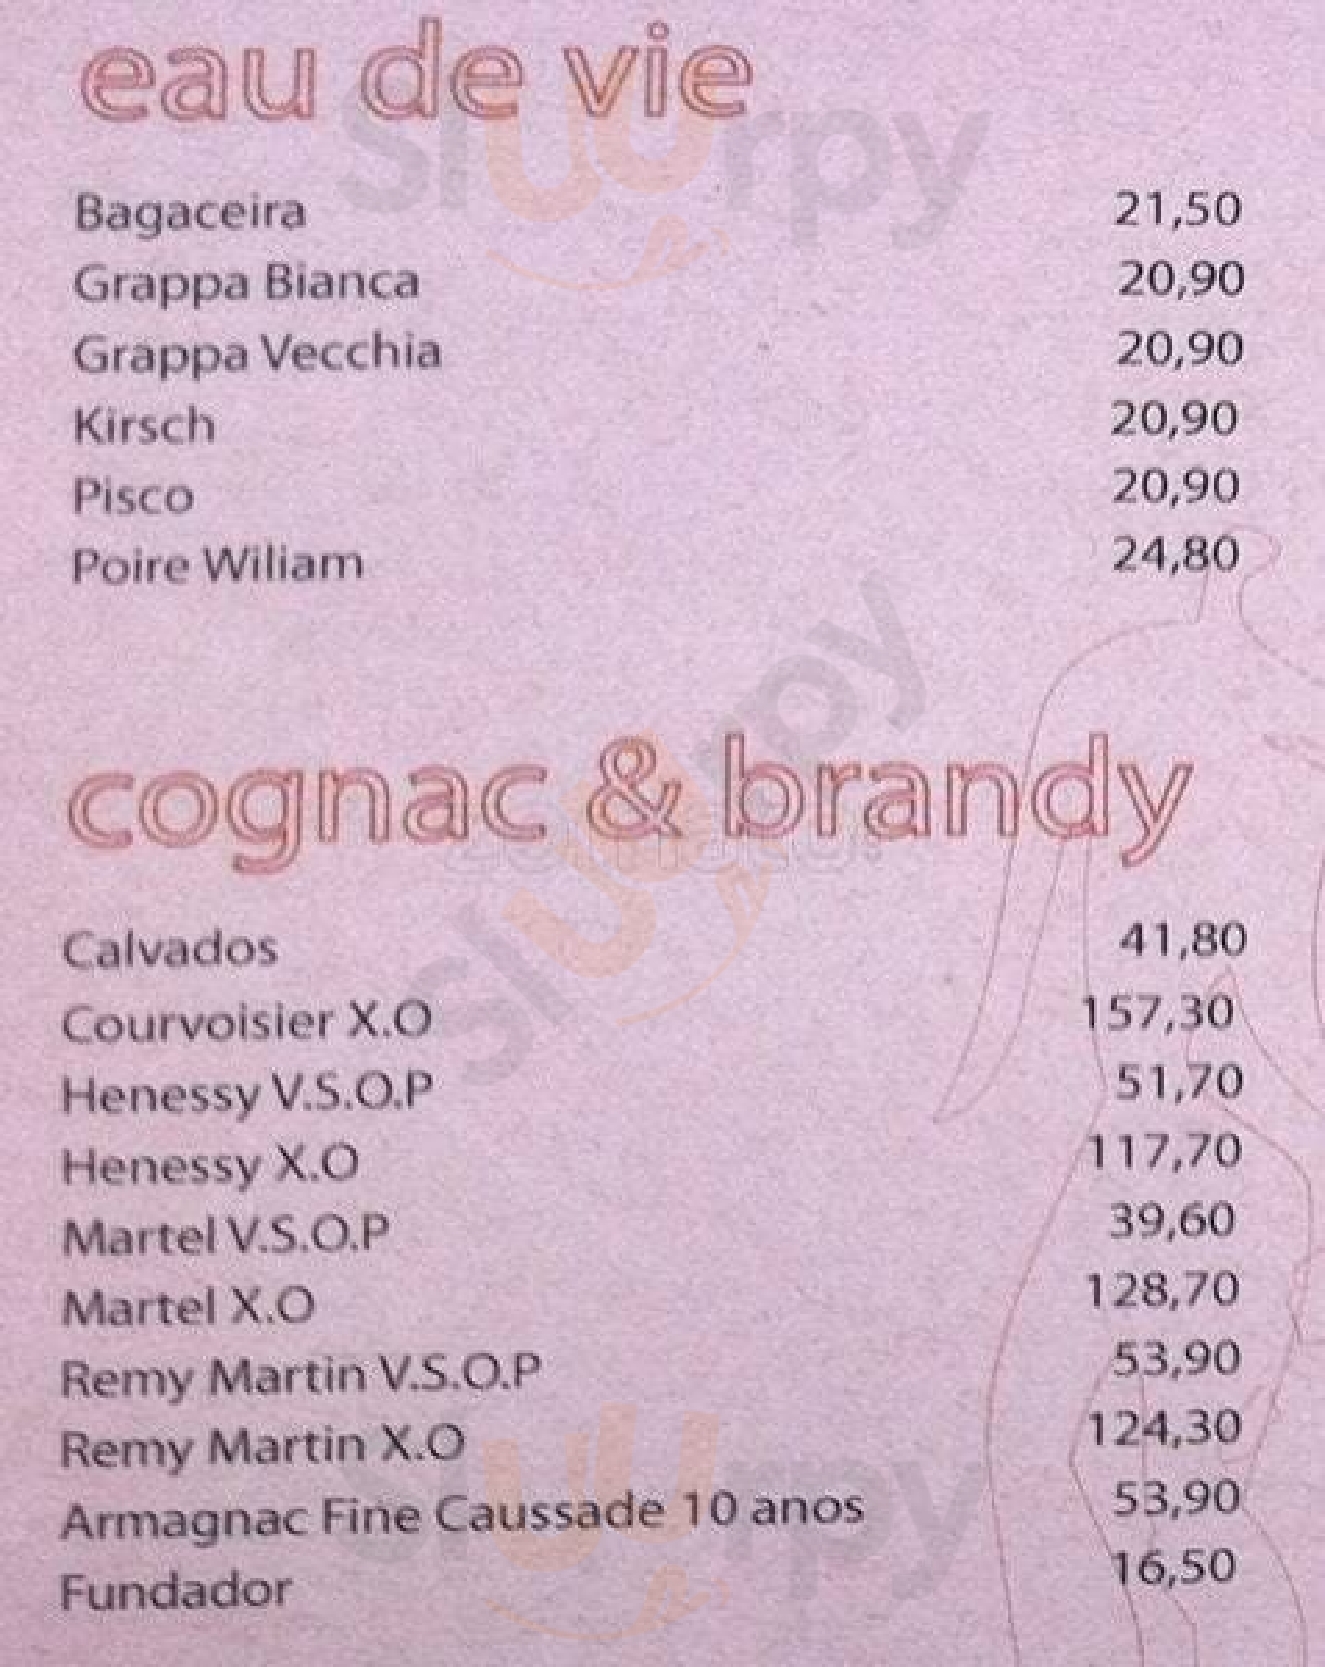 eau de vie
Bagaceira 21,50
Grappa Bianca 20,90
Grappa Vecchia 20,90
Kirsch 20,90
Pisco 20,90
Poire Wiliam 24,80
cognac & brandy
Calvados 41,80
Courvoisier X.O 157,30
Henessy V.S.O.P 51,70
Henessy X.O 117,70
Martel V.S.O.P 39,60
Martel X.O 128,70
Remy Martin V.S.O.P 53,90
Remy Martin X.O 124,30
Armagnac Fine Caussade 10 anos 53,90
Fundador 16,50
sluurpy
sluurpy
sluurpy